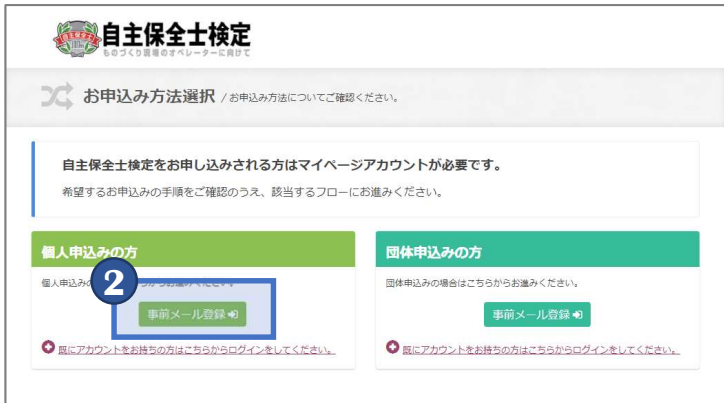 自主保全士検定
ものづくり現場のオペレーターに向けて
お申込み方法選択 / お申込み方法についてご確認ください。
自主保全士検定をお申し込みされる方はマイページアカウントが必要です。
希望するお申込みの手順をご確認のうえ、該当するフローにお進みください。
個人申込みの方
個人申込みの
2
らからお進みください。
事前メール登録
既にアカウントをお持ちの方はこちらからログインをしてください。
団体申込みの方
団体申込みの場合はこちらからお進みください。
事前メール登録
既にアカウントをお持ちの方はこちらからログインをしてください。